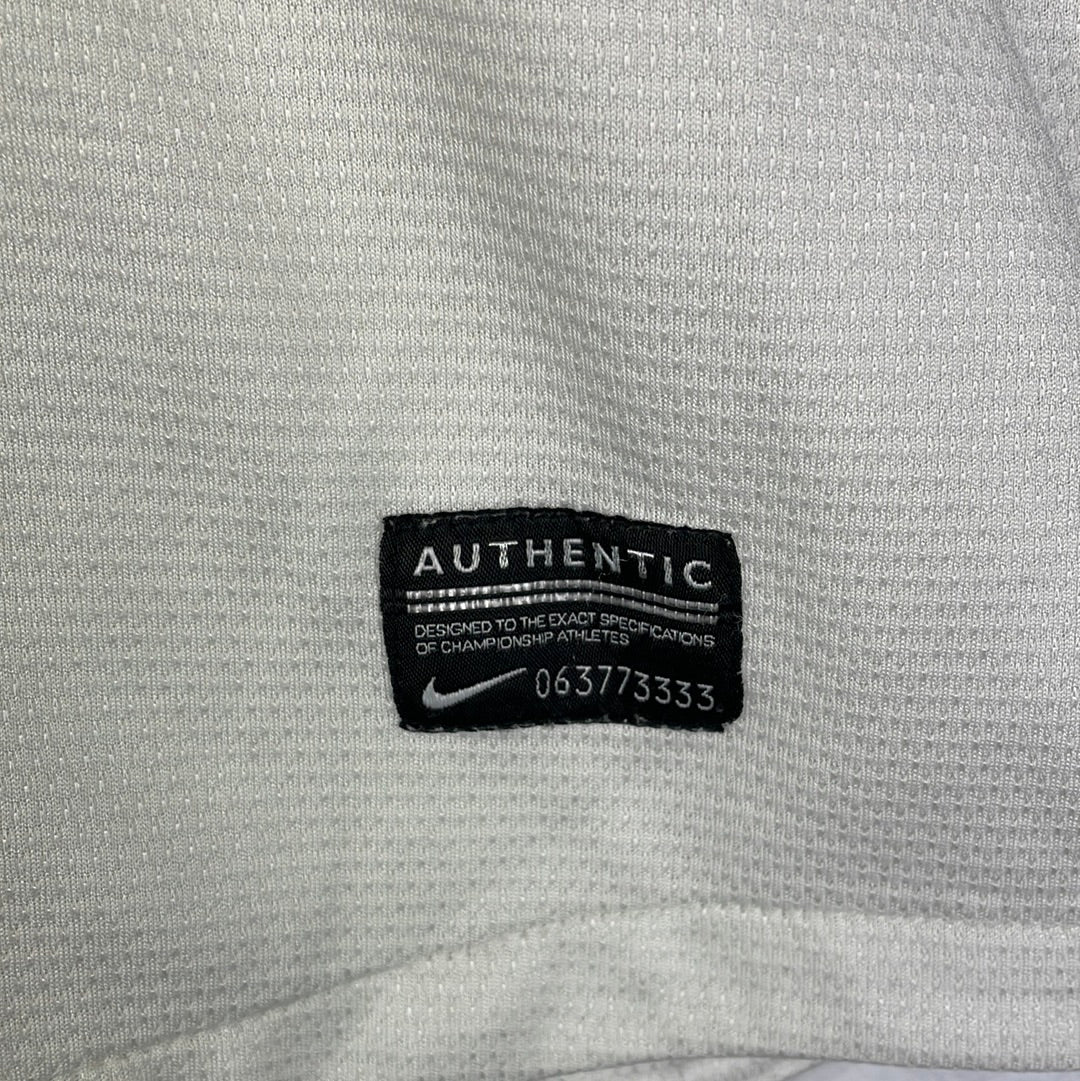 AUTHENTIC
DESIGNED TO THE EXACT SPECIFICATIONS
OF CHAMPIONSHIP ATHLETES
063773333